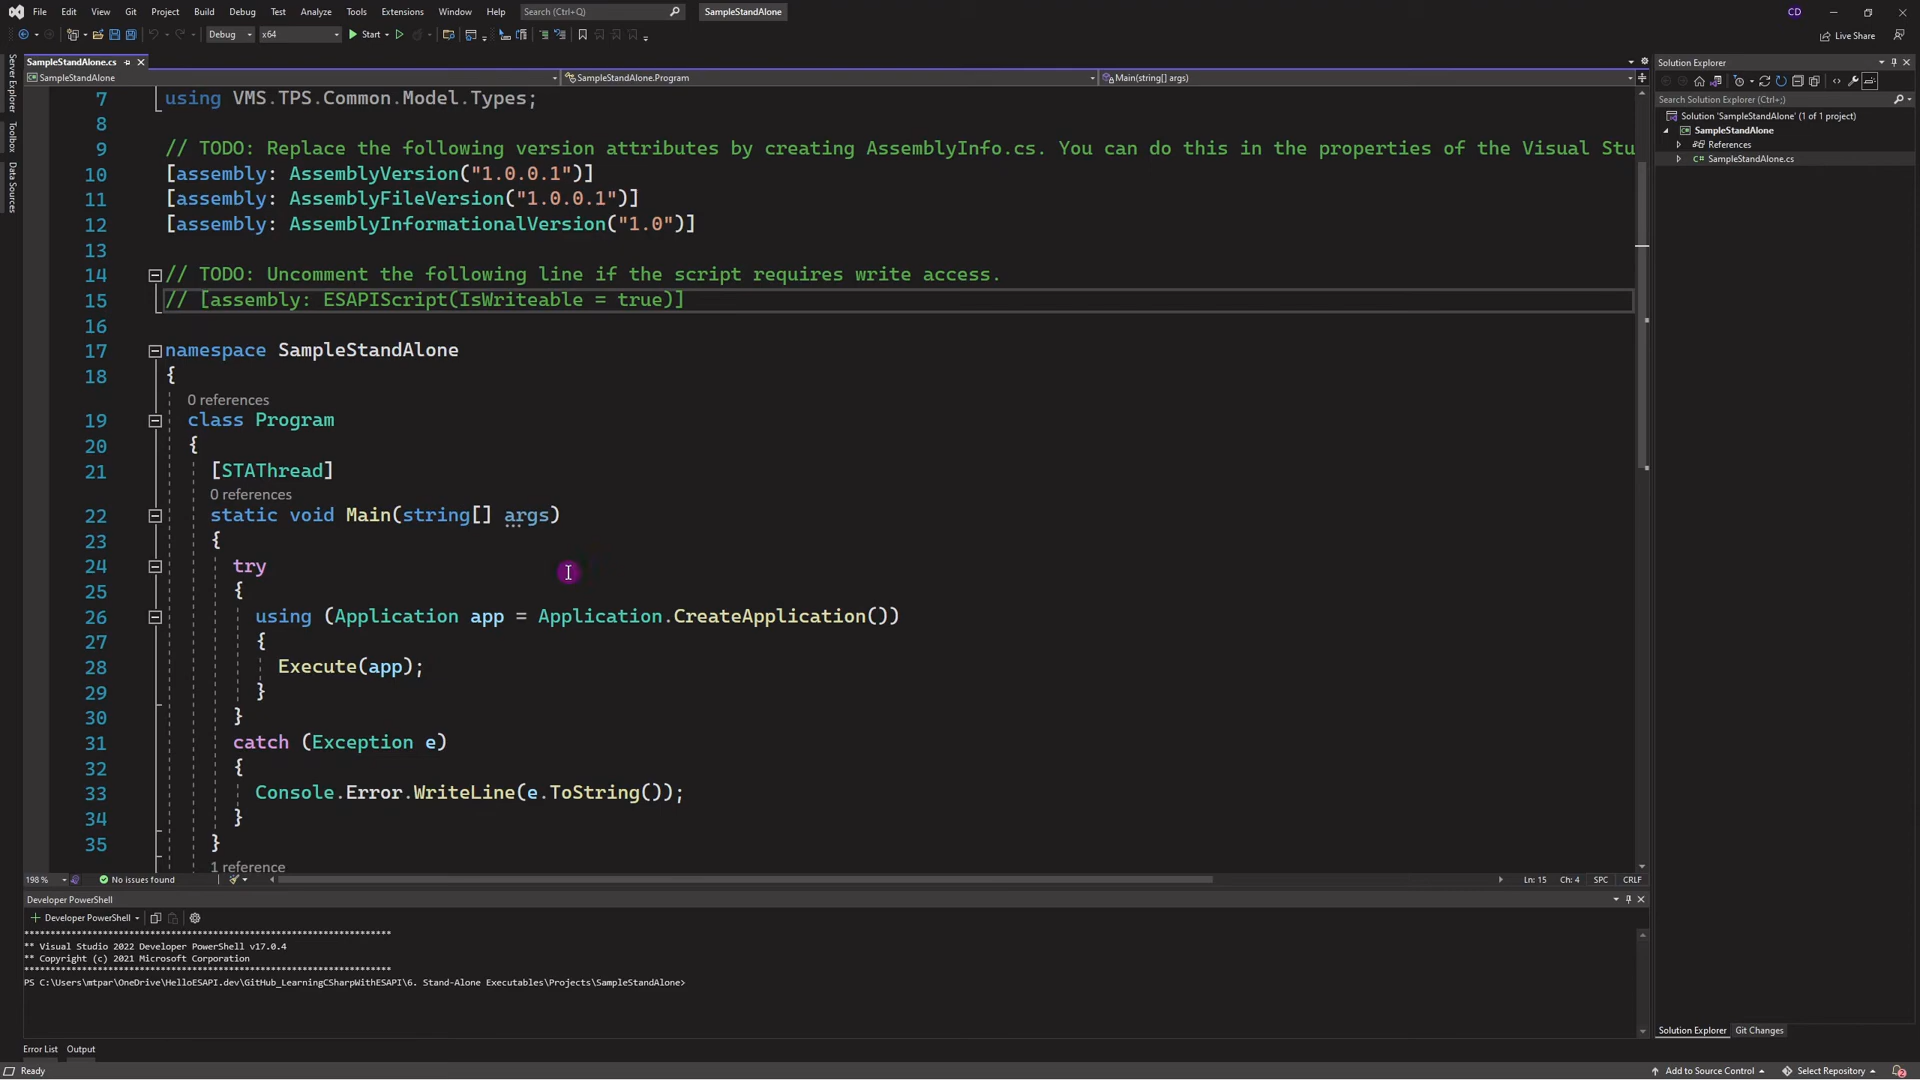 File Edit View Git Project Build Debug Test Analyze Tools Extensions Window Help Search (Ctrl+Q) SampleStandAlone CD
Debug x64 Start Live Share
Server Explorer
Toolbox
Data Sources
SampleStandAlone.cs
SampleStandAlone SampleStandAlone.Program Main(string[] args)
7 using VMS.TPS.Common.Model.Types;
8
9 // TODO: Replace the following version attributes by creating AssemblyInfo.cs. You can do this in the properties of the Visual Stu
10 [assembly: AssemblyVersion("1.0.0.1")]
11 [assembly: AssemblyFileVersion("1.0.0.1")]
12 [assembly: AssemblyInformationalVersion("1.0")]
13
14 // TODO: Uncomment the following line if the script requires write access.
15 // [assembly: ESAPIScript(IsWriteable = true)]
16
17 namespace SampleStandAlone
18 {
0 references
19 class Program
20 {
21 [STAThread]
0 references
22 static void Main(string[] args)
23 {
24 try
25 {
26 using (Application app = Application.CreateApplication())
27 {
28 Execute(app);
29 }
30 }
31 catch (Exception e)
32 {
33 Console.Error.WriteLine(e.ToString());
34 }
35 }
1 reference
198 % No issues found Ln: 15 Ch: 4 SPC CRLF
Developer PowerShell
Developer PowerShell
*************************************************************************
** Visual Studio 2022 Developer PowerShell v17.0.4
** Copyright (c) 2021 Microsoft Corporation
*************************************************************************
PS C:\Users\mtpar\OneDrive\HelloESAPI.dev\GitHub_LearningCSharpWithESAPI\6. Stand-Alone Executables\Projects\SampleStandAlone>
Error List Output
Ready
Solution Explorer
Search Solution Explorer (Ctrl+;)
Solution 'SampleStandAlone' (1 of 1 project)
SampleStandAlone
References
C# SampleStandAlone.cs
Solution Explorer Git Changes
Add to Source Control Select Repository 2